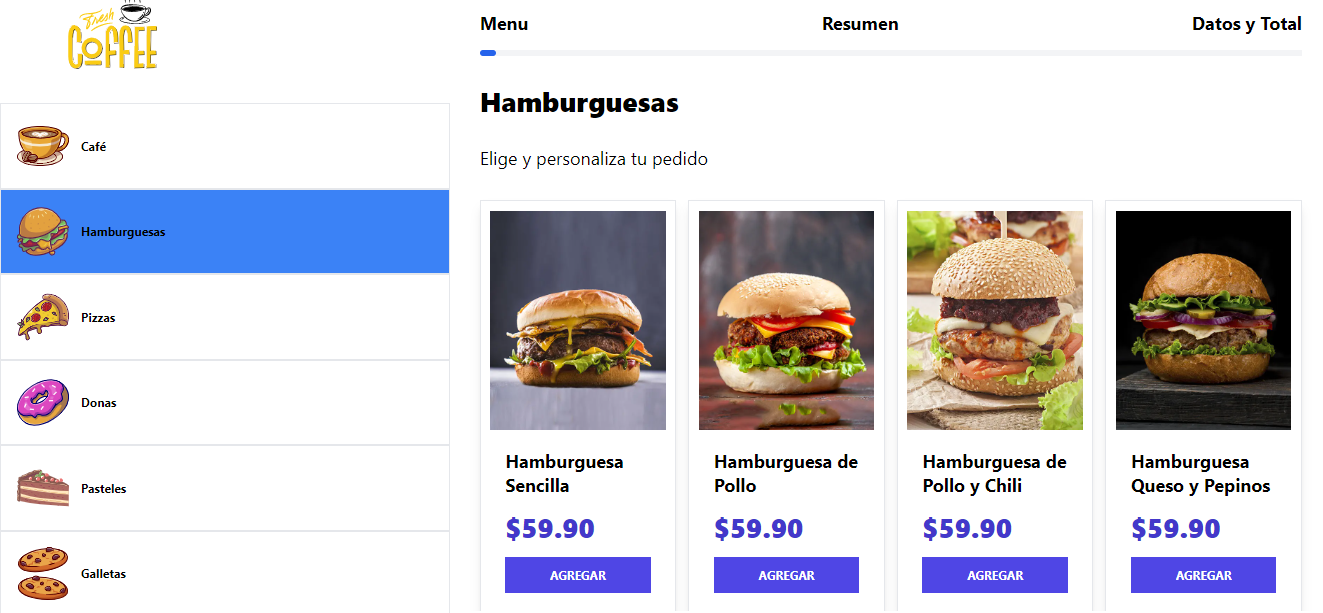 Fresh
COFFEE
Menu
Resumen
Datos y Total
Café
Hamburguesas
Pizzas
Donas
Pasteles
Galletas
Hamburguesas
Elige y personaliza tu pedido
Hamburguesa
Sencilla
$59.90
AGREGAR
Hamburguesa de
Pollo
$59.90
AGREGAR
Hamburguesa de
Pollo y Chili
$59.90
AGREGAR
Hamburguesa
Queso y Pepinos
$59.90
AGREGAR